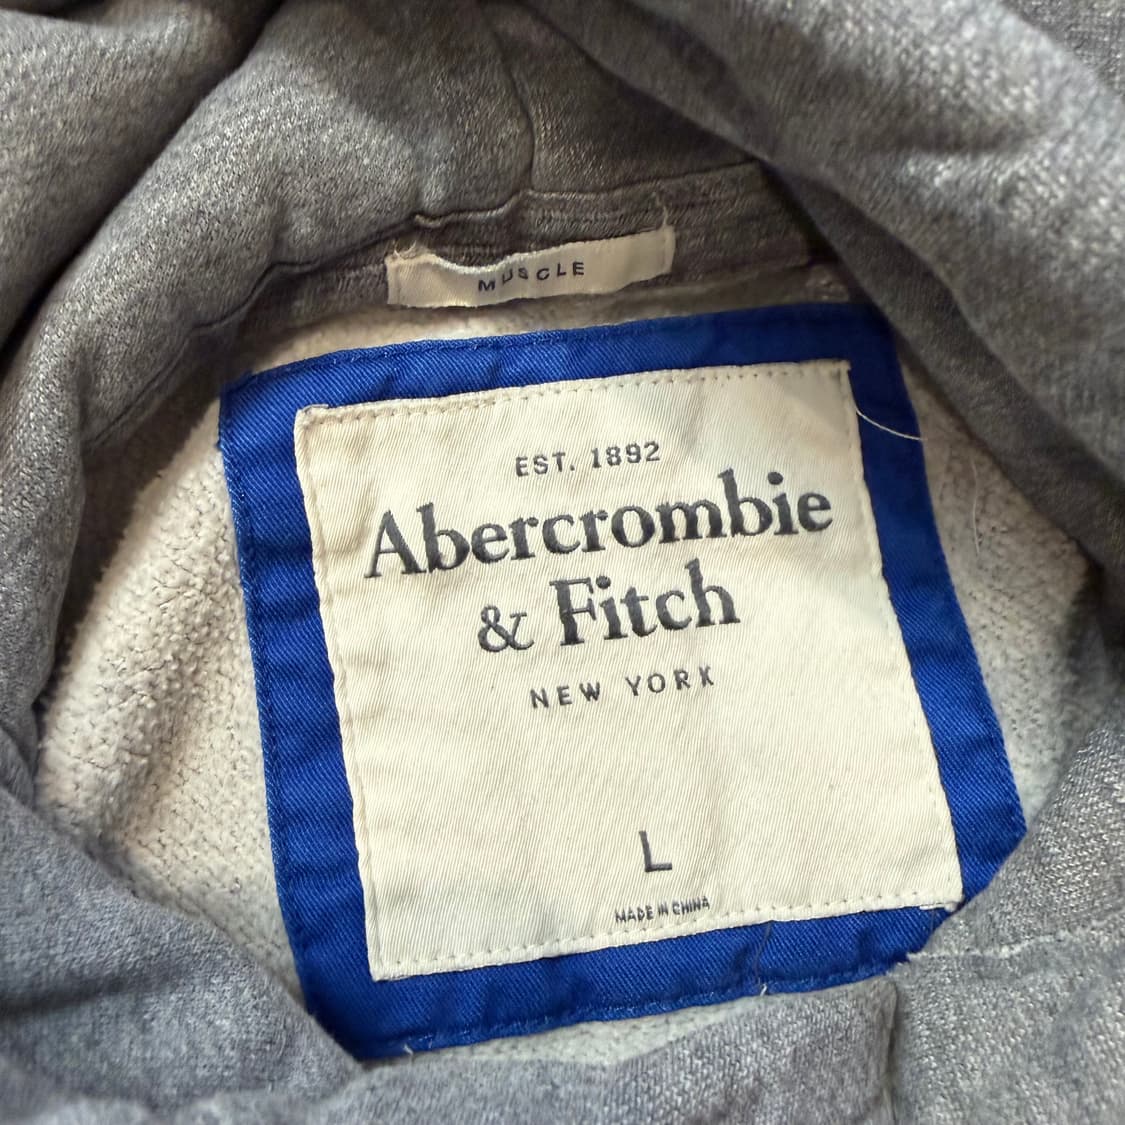 MUSCLE
EST. 1892
Abercrombie
& Fitch
NEW YORK
L
MADE IN CHINA